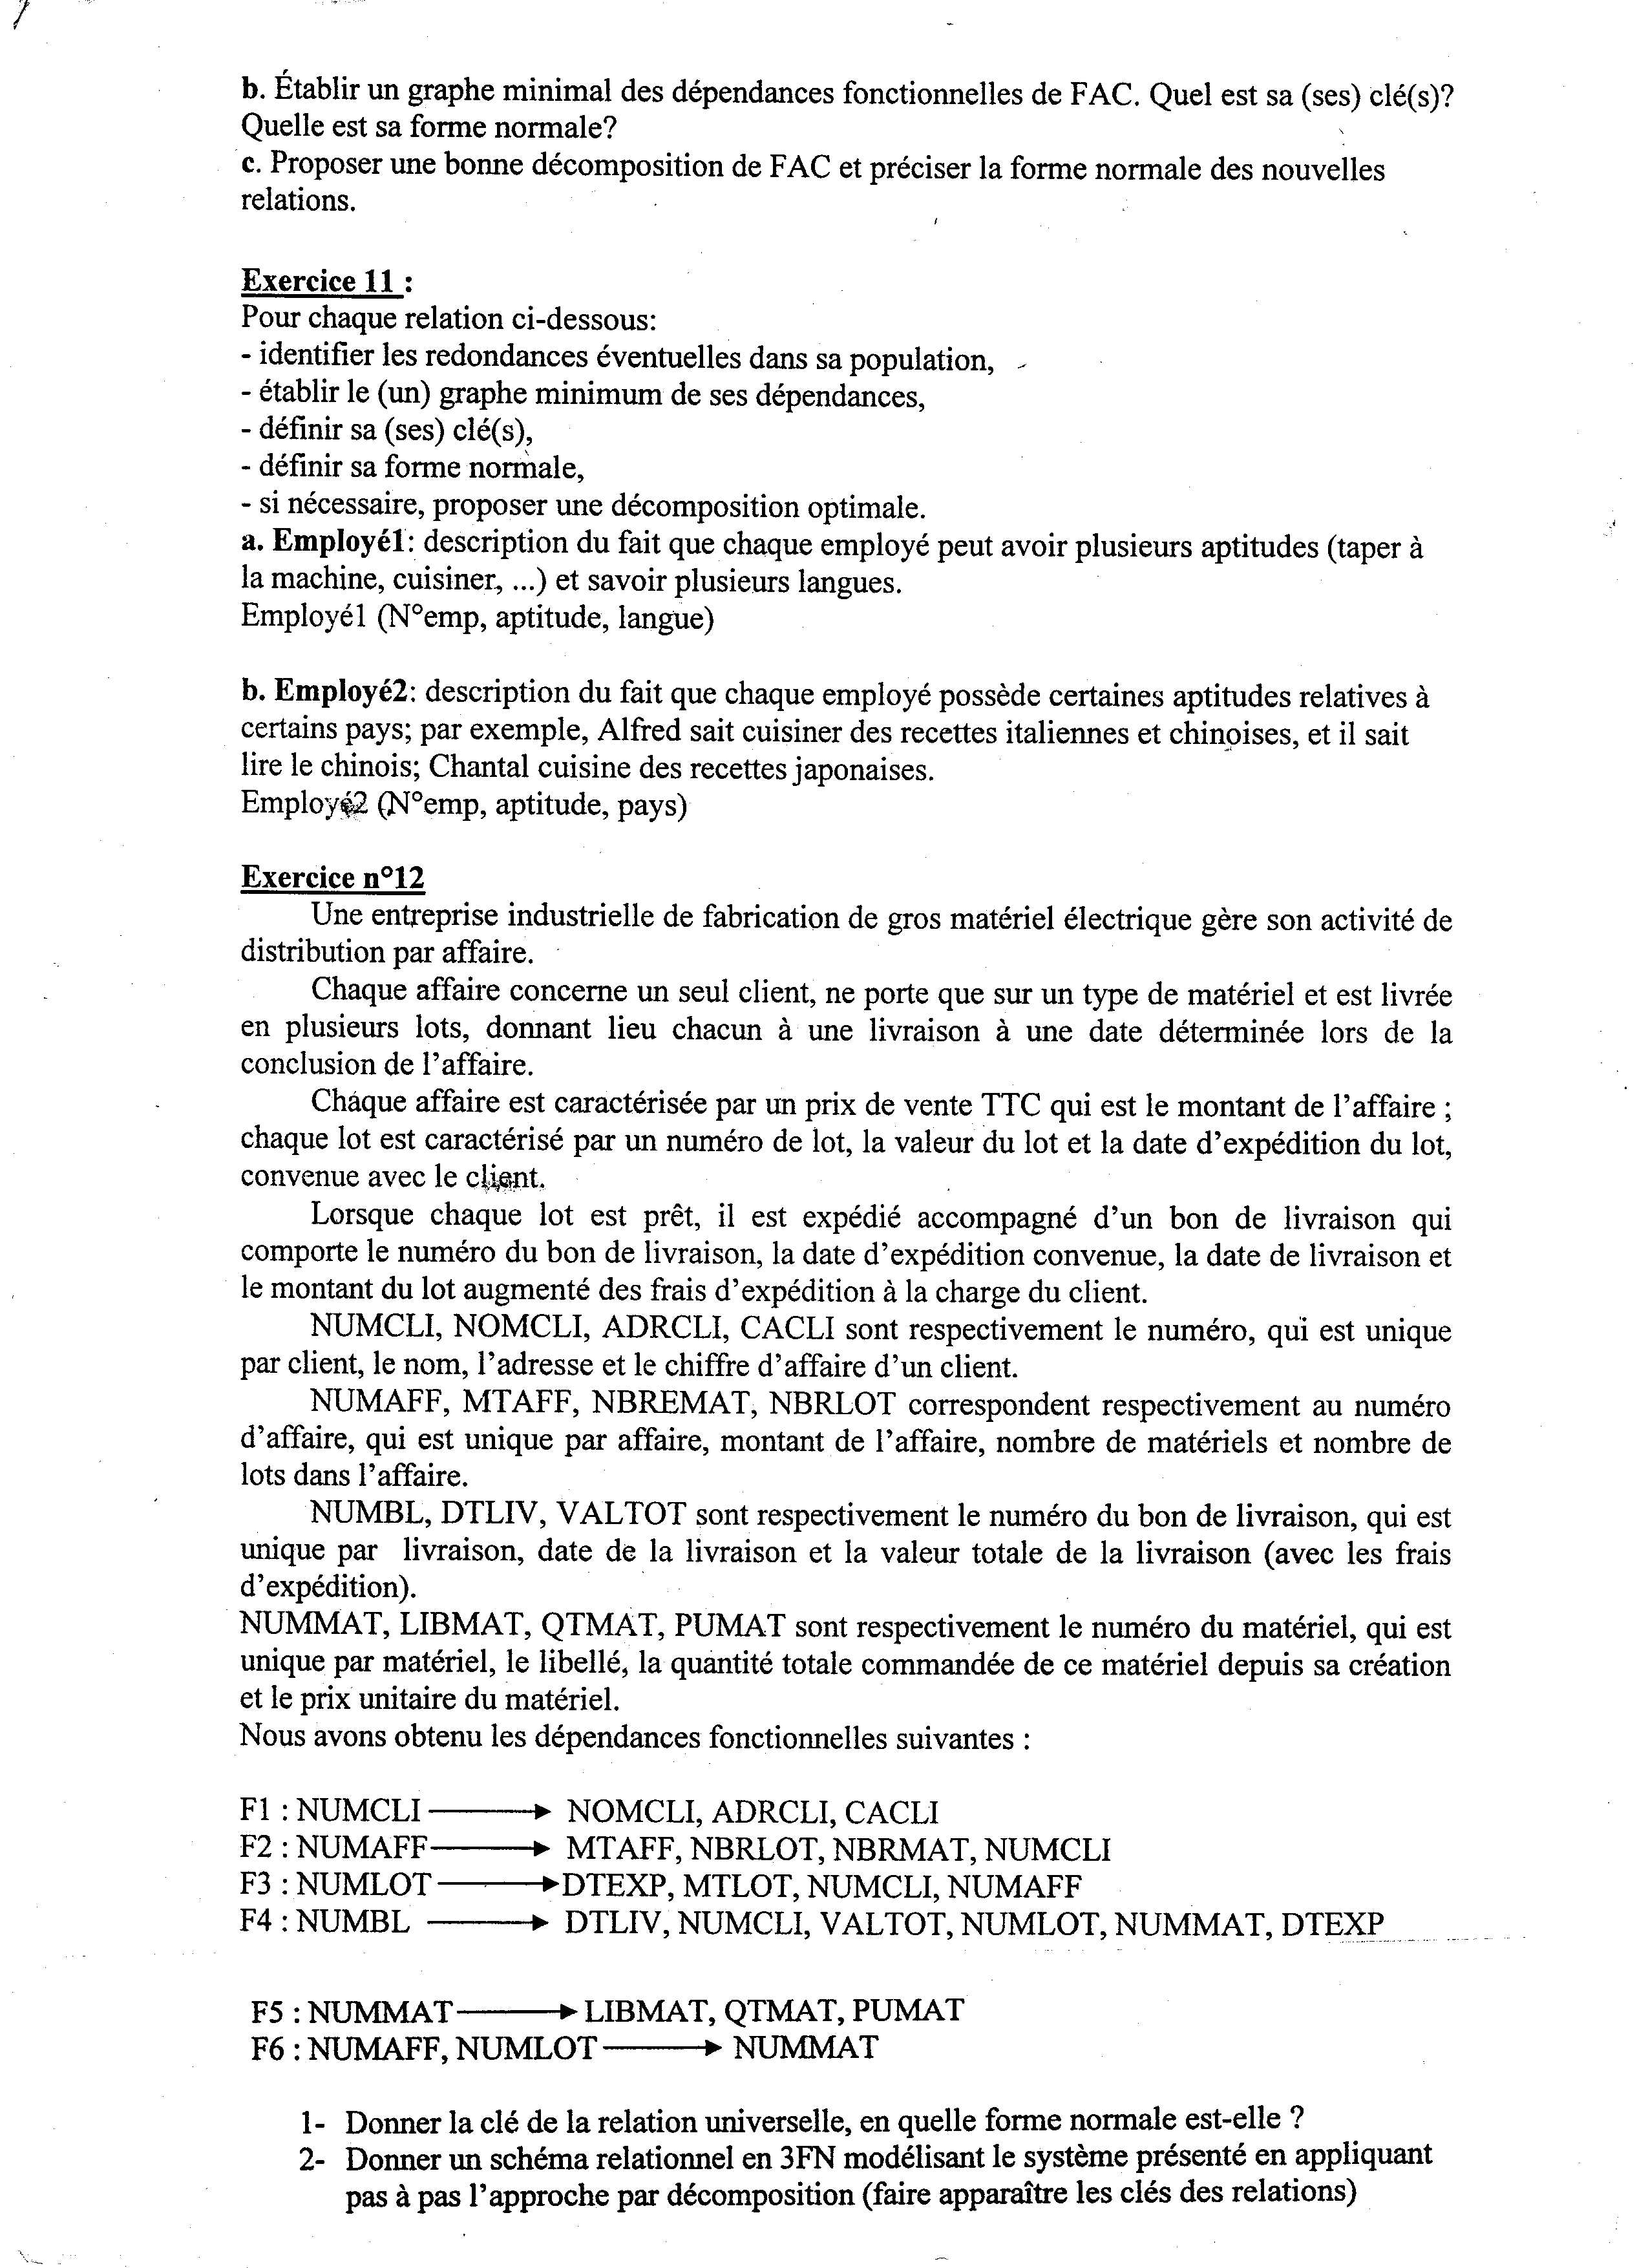 b. Établir un graphe minimal des dépendances fonctionnelles de FAC. Quel est sa (ses) clé(s)?
Quelle est sa forme normale?
c. Proposer une bonne décomposition de FAC et préciser la forme normale des nouvelles
relations.
Exercice 11 :
Pour chaque relation ci-dessous:
- identifier les redondances éventuelles dans sa population,
- établir le (un) graphe minimum de ses dépendances,
- définir sa (ses) clé(s),
- définir sa forme normale,
- si nécessaire, proposer une décomposition optimale.
a. Employé1: description du fait que chaque employé peut avoir plusieurs aptitudes (taper à
la machine, cuisiner, ...) et savoir plusieurs langues.
Employé1 (N°emp, aptitude, langue)
b. Employé2: description du fait que chaque employé possède certaines aptitudes relatives à
certains pays; par exemple, Alfred sait cuisiner des recettes italiennes et chinoises, et il sait
lire le chinois; Chantal cuisine des recettes japonaises.
Employé2 (N°emp, aptitude, pays)
Exercice n°12
Une entreprise industrielle de fabrication de gros matériel électrique gère son activité de
distribution par affaire.
Chaque affaire concerne un seul client, ne porte que sur un type de matériel et est livrée
en plusieurs lots, donnant lieu chacun à une livraison à une date déterminée lors de la
conclusion de l'affaire.
Chaque affaire est caractérisée par un prix de vente TTC qui est le montant de l'affaire ;
chaque lot est caractérisé par un numéro de lot, la valeur du lot et la date d'expédition du lot,
convenue avec le client.
Lorsque chaque lot est prêt, il est expédié accompagné d'un bon de livraison qui
comporte le numéro du bon de livraison, la date d'expédition convenue, la date de livraison et
le montant du lot augmenté des frais d'expédition à la charge du client.
NUMCLI, NOMCLI, ADRCLI, CACLI sont respectivement le numéro, qui est unique
par client, le nom, l'adresse et le chiffre d'affaire d'un client.
NUMAFF, MTAFF, NBREMAT, NBRLOT correspondent respectivement au numéro
d'affaire, qui est unique par affaire, montant de l'affaire, nombre de matériels et nombre de
lots dans l'affaire.
NUMBL, DTLIV, VALTOT sont respectivement le numéro du bon de livraison, qui est
unique par livraison, date de la livraison et la valeur totale de la livraison (avec les frais
d'expédition).
NUMMAT, LIBMAT, QTMAT, PUMAT sont respectivement le numéro du matériel, qui est
unique par matériel, le libellé, la quantité totale commandée de ce matériel depuis sa création
et le prix unitaire du matériel.
Nous avons obtenu les dépendances fonctionnelles suivantes :
F1 : NUMCLI → NOMCLI, ADRCLI, CACLI
F2 : NUMAFF → MTAFF, NBRLOT, NBRMAT, NUMCLI
F3 : NUMLOT → DTEXP, MTLOT, NUMCLI, NUMAFF
F4 : NUMBL → DTLIV, NUMCLI, VALTOT, NUMLOT, NUMMAT, DTEXP
F5 : NUMMAT → LIBMAT, QTMAT, PUMAT
F6 : NUMAFF, NUMLOT → NUMMAT
1- Donner la clé de la relation universelle, en quelle forme normale est-elle ?
2- Donner un schéma relationnel en 3FN modélisant le système présenté en appliquant
pas à pas l'approche par décomposition (faire apparaître les clés des relations)